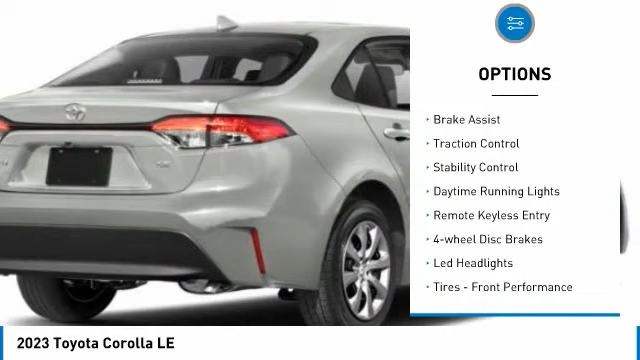 OPTIONS
Brake Assist
Traction Control
Stability Control
Daytime Running Lights
Remote Keyless Entry
4-wheel Disc Brakes
Led Headlights
Tires - Front Performance
2023 Toyota Corolla LE